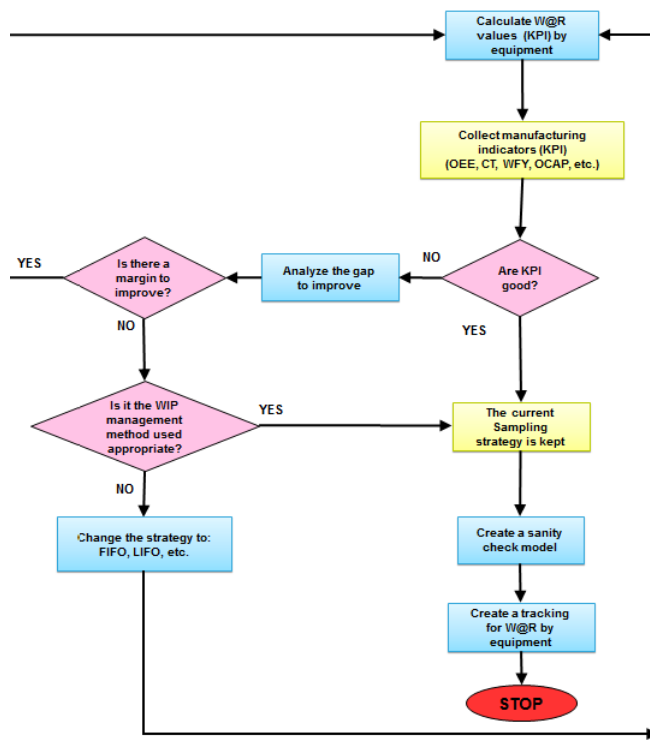 Calculate W@R
values (KPI) by
equipment
Collect manufacturing
indicators (KPI)
(OEE, CT, WFY, OCAP, etc.)
YES
Is there a
margin to
improve?
Analyze the gap
to improve
NO
Are KPI
good?
NO
YES
Is it the WIP
management
method used
appropriate?
YES
The current
Sampling
strategy is kept
NO
Change the strategy to:
FIFO, LIFO, etc.
Create a sanity
check model
Create a tracking
for W@R by
equipment
STOP